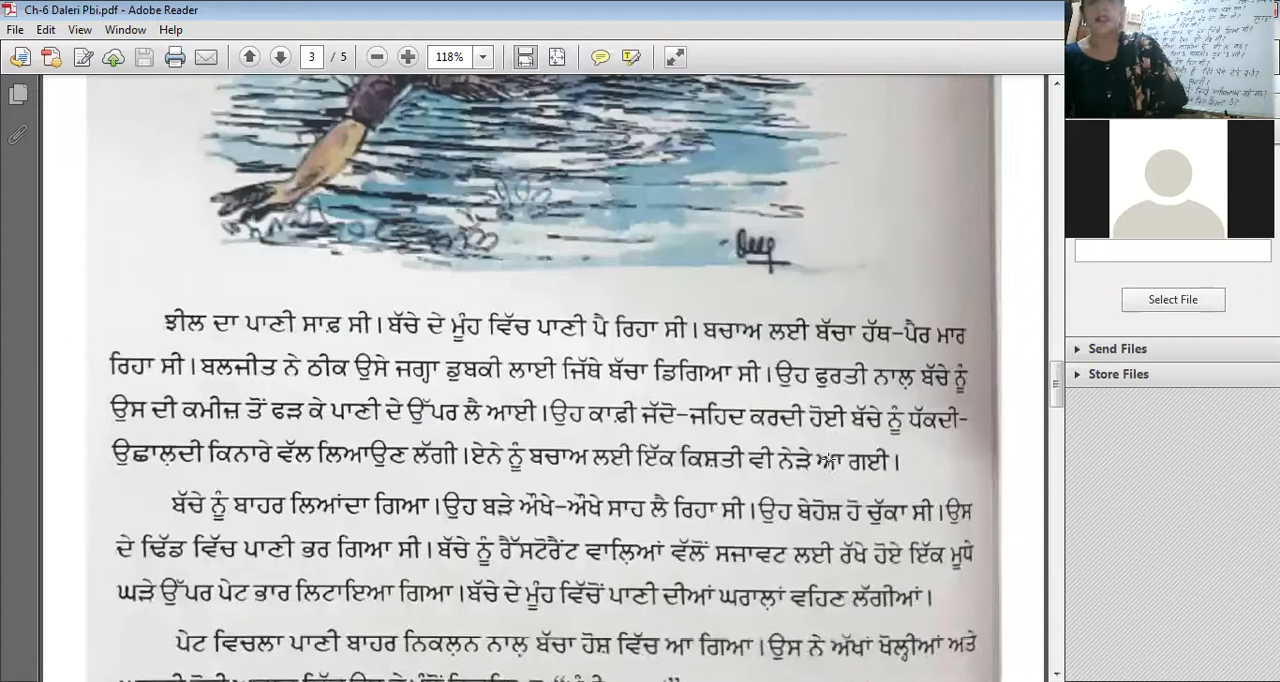 Ch-6 Daleri Pbi.pdf - Adobe Reader
File Edit View Window Help
3 / 5 118%
ਝੀਲ ਦਾ ਪਾਣੀ ਸਾਫ਼ ਸੀ। ਬੱਚੇ ਦੇ ਮੂੰਹ ਵਿੱਚ ਪਾਣੀ ਪੈ ਰਿਹਾ ਸੀ। ਬਚਾਅ ਲਈ ਬੱਚਾ ਹੱਥ-ਪੈਰ ਮਾਰ
ਰਿਹਾ ਸੀ। ਬਲਜੀਤ ਨੇ ਠੀਕ ਉਸੇ ਜਗ੍ਹਾ ਡੁਬਕੀ ਲਾਈ ਜਿੱਥੇ ਬੱਚਾ ਡਿਗਿਆ ਸੀ। ਉਹ ਫੁਰਤੀ ਨਾਲ਼ ਬੱਚੇ ਨੂੰ
ਉਸ ਦੀ ਕਮੀਜ਼ ਤੋਂ ਫੜ ਕੇ ਪਾਣੀ ਦੇ ਉੱਪਰ ਲੈ ਆਈ। ਉਹ ਕਾਫ਼ੀ ਜੱਦੋ-ਜਹਿਦ ਕਰਦੀ ਹੋਈ ਬੱਚੇ ਨੂੰ ਧੱਕਦੀ-
ਉਛਾਲ਼ਦੀ ਕਿਨਾਰੇ ਵੱਲ ਲਿਆਉਣ ਲੱਗੀ। ਏਨੇ ਨੂੰ ਬਚਾਅ ਲਈ ਇੱਕ ਕਿਸ਼ਤੀ ਵੀ ਨੇੜੇ ਆ ਗਈ।
ਬੱਚੇ ਨੂੰ ਬਾਹਰ ਲਿਆਂਦਾ ਗਿਆ। ਉਹ ਬੜੇ ਔਖੇ-ਔਖੇ ਸਾਹ ਲੈ ਰਿਹਾ ਸੀ। ਉਹ ਬੇਹੋਸ਼ ਹੋ ਚੁੱਕਾ ਸੀ। ਉਸ
ਦੇ ਢਿੱਡ ਵਿੱਚ ਪਾਣੀ ਭਰ ਗਿਆ ਸੀ। ਬੱਚੇ ਨੂੰ ਰੈੱਸਟੋਰੈਂਟ ਵਾਲ਼ਿਆਂ ਵੱਲੋਂ ਸਜਾਵਟ ਲਈ ਰੱਖੇ ਹੋਏ ਇੱਕ ਮੂਧੇ
ਘੜੇ ਉੱਪਰ ਪੇਟ ਭਾਰ ਲਿਟਾਇਆ ਗਿਆ। ਬੱਚੇ ਦੇ ਮੂੰਹ ਵਿੱਚੋਂ ਪਾਣੀ ਦੀਆਂ ਘਰਾਲ਼ਾਂ ਵਹਿਣ ਲੱਗੀਆਂ।
ਪੇਟ ਵਿਚਲਾ ਪਾਣੀ ਬਾਹਰ ਨਿਕਲ਼ਨ ਨਾਲ਼ ਬੱਚਾ ਹੋਸ਼ ਵਿੱਚ ਆ ਗਿਆ। ਉਸ ਨੇ ਅੱਖਾਂ ਖੋਲ੍ਹੀਆਂ ਅਤੇ
Select File
Send Files
Store Files